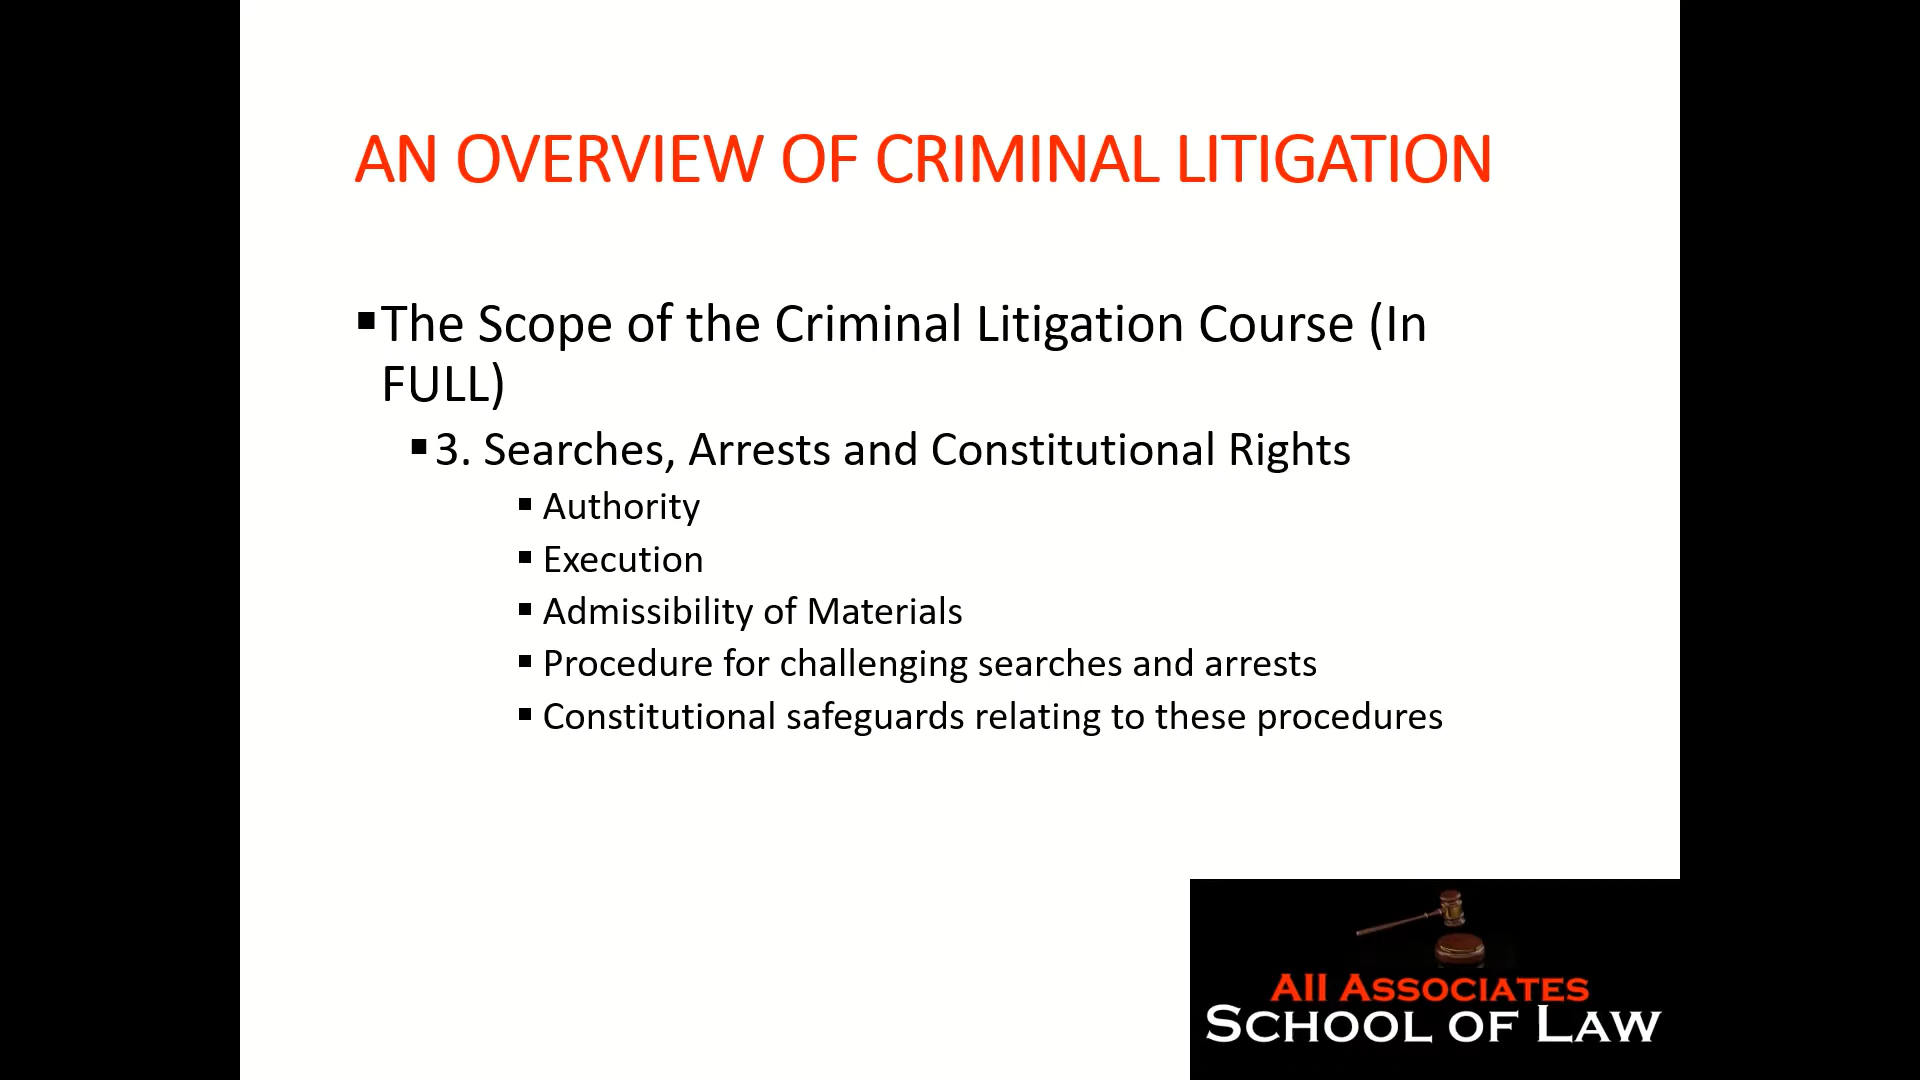 AN OVERVIEW OF CRIMINAL LITIGATION
▪The Scope of the Criminal Litigation Course (In
FULL)
▪3. Searches, Arrests and Constitutional Rights
▪Authority
▪Execution
▪Admissibility of Materials
▪Procedure for challenging searches and arrests
▪Constitutional safeguards relating to these procedures
All Associates
School of Law